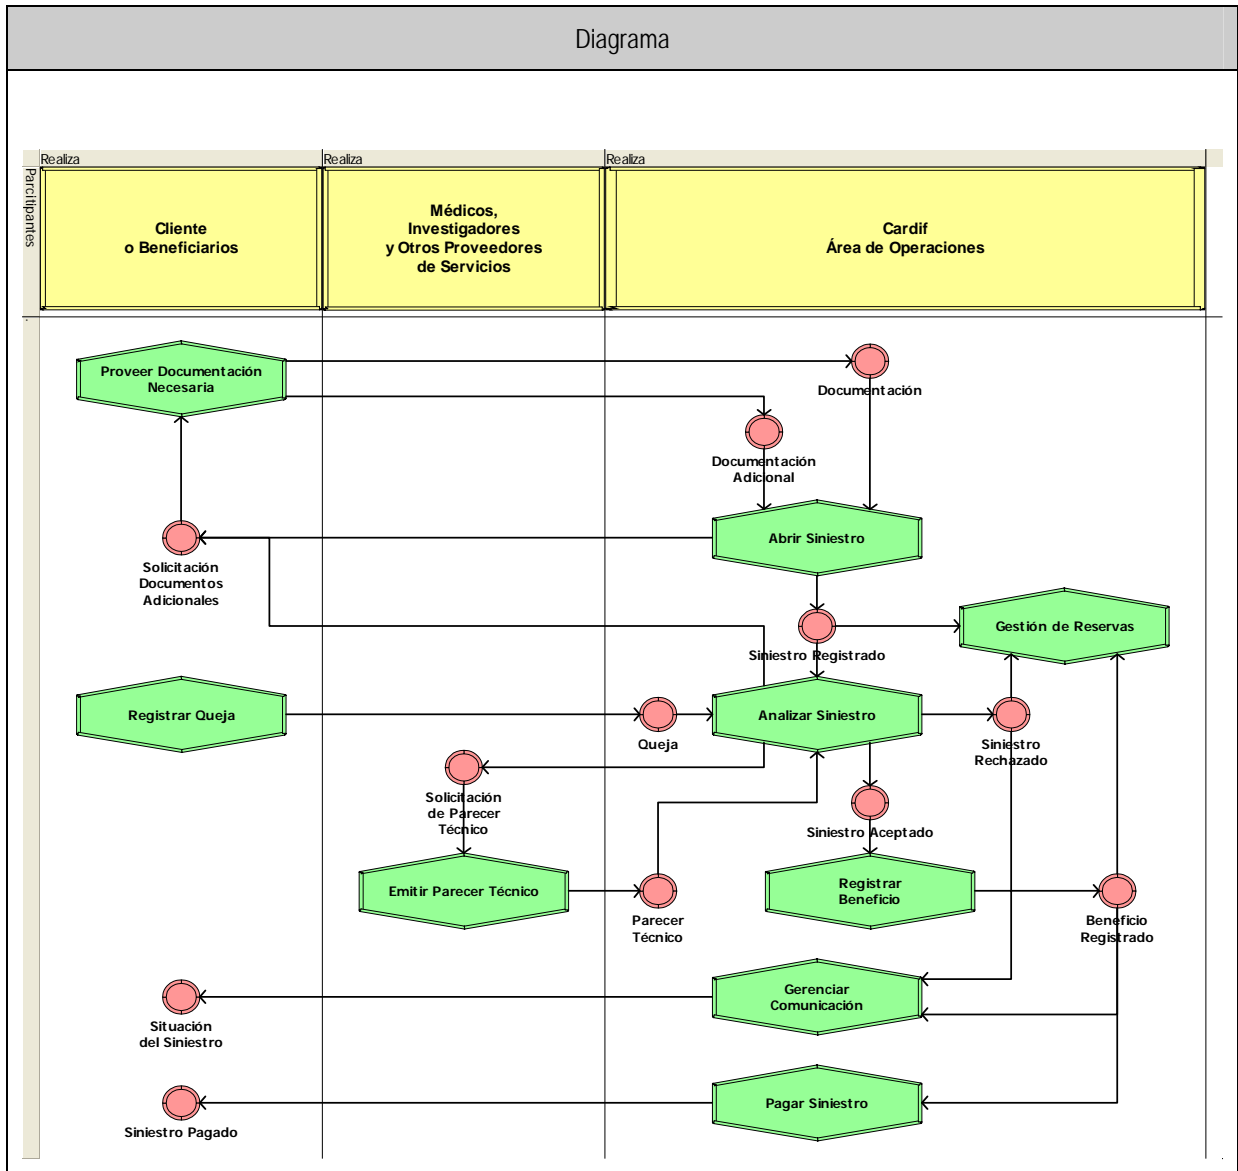 Diagrama
Realiza
Realiza
Realiza
Parcitipantes
Cliente
o Beneficiarios
Médicos,
Investigadores
y Otros Proveedores
de Servicios
Cardif
Área de Operaciones
Proveer Documentación
Necesaria
Documentación
Documentación
Adicional
Abrir Siniestro
Solicitación
Documentos
Adicionales
Gestión de Reservas
Siniestro Registrado
Registrar Queja
Queja
Analizar Siniestro
Siniestro
Rechazado
Solicitación
de Parecer
Técnico
Siniestro Aceptado
Emitir Parecer Técnico
Parecer
Técnico
Registrar
Beneficio
Beneficio
Registrado
Gerenciar
Comunicación
Situación
del Siniestro
Pagar Siniestro
Siniestro Pagado